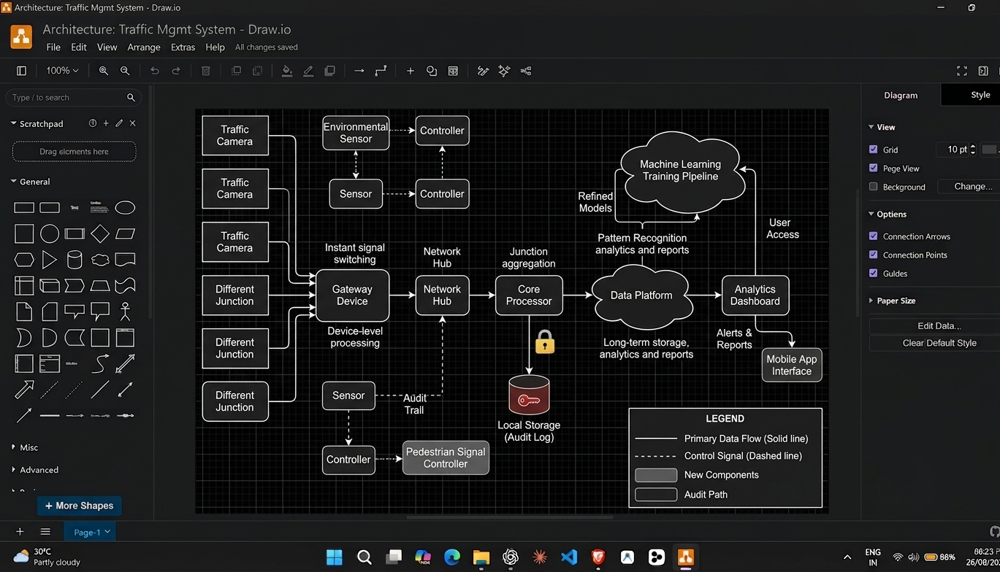 Architecture: Traffic Mgmt System - Draw.io
Architecture: Traffic Mgmt System - Draw.io
File Edit View Arrange Extras Help All changes saved
100%
Type / to search
Scratchpad
Drag elements here
General
Misc
Advanced
+ More Shapes
Page-1
Traffic
Camera
Traffic
Camera
Traffic
Camera
Different
Junction
Different
Junction
Different
Junction
Environmental
Sensor
Controller
Sensor
Controller
Instant signal
switching
Gateway
Device
Device-level
processing
Network
Hub
Network
Hub
Junction
aggregation
Core
Processor
Machine Learning
Training PIpeline
Refined
Models
User
Access
Pattern Recognition
analytics and reports
Data Platform
Long-term storage,
analytics and reports
Analytics
Dashboard
Alerts &
Reports
Mobile App
Interface
Sensor
Audit
Trall
Controller
Pedestrian Signal
Controller
Local Storage
(Audit Log)
LEGEND
Primary Data Flow (Solid line)
Control Signal (Dashed line)
New Components
Audit Path
Diagram Style
View
Grid 10 pt
Pege View
Background Change...
Options
Connection Arrows
Connection Points
Guldes
Paper Size
Edit Data...
Clear Default Style
30°C
Partly cloudy
ENG
IN
88%
06:23
26/08/20